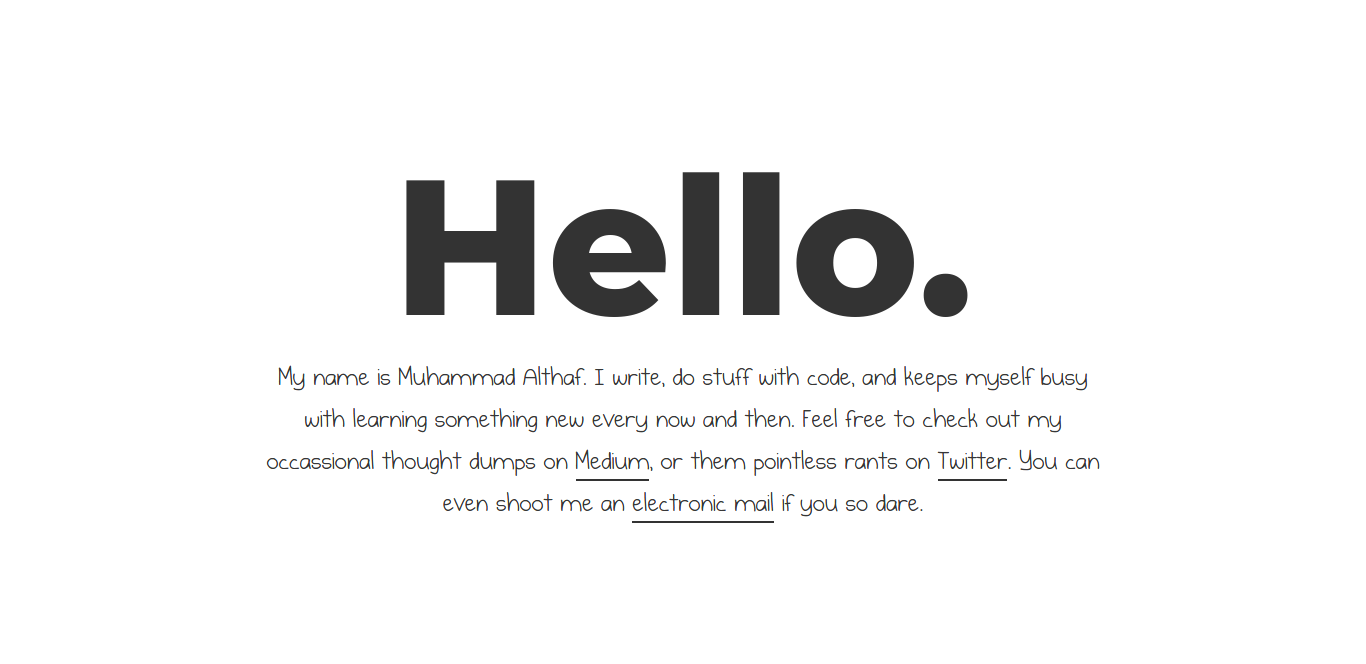 Hello.
My name is Muhammad Althaf. I write, do stuff with code, and keeps myself busy
with learning something new every now and then. Feel free to check out my
occassional thought dumps on Medium, or them pointless rants on Twitter. You can
even shoot me an electronic mail if you so dare.